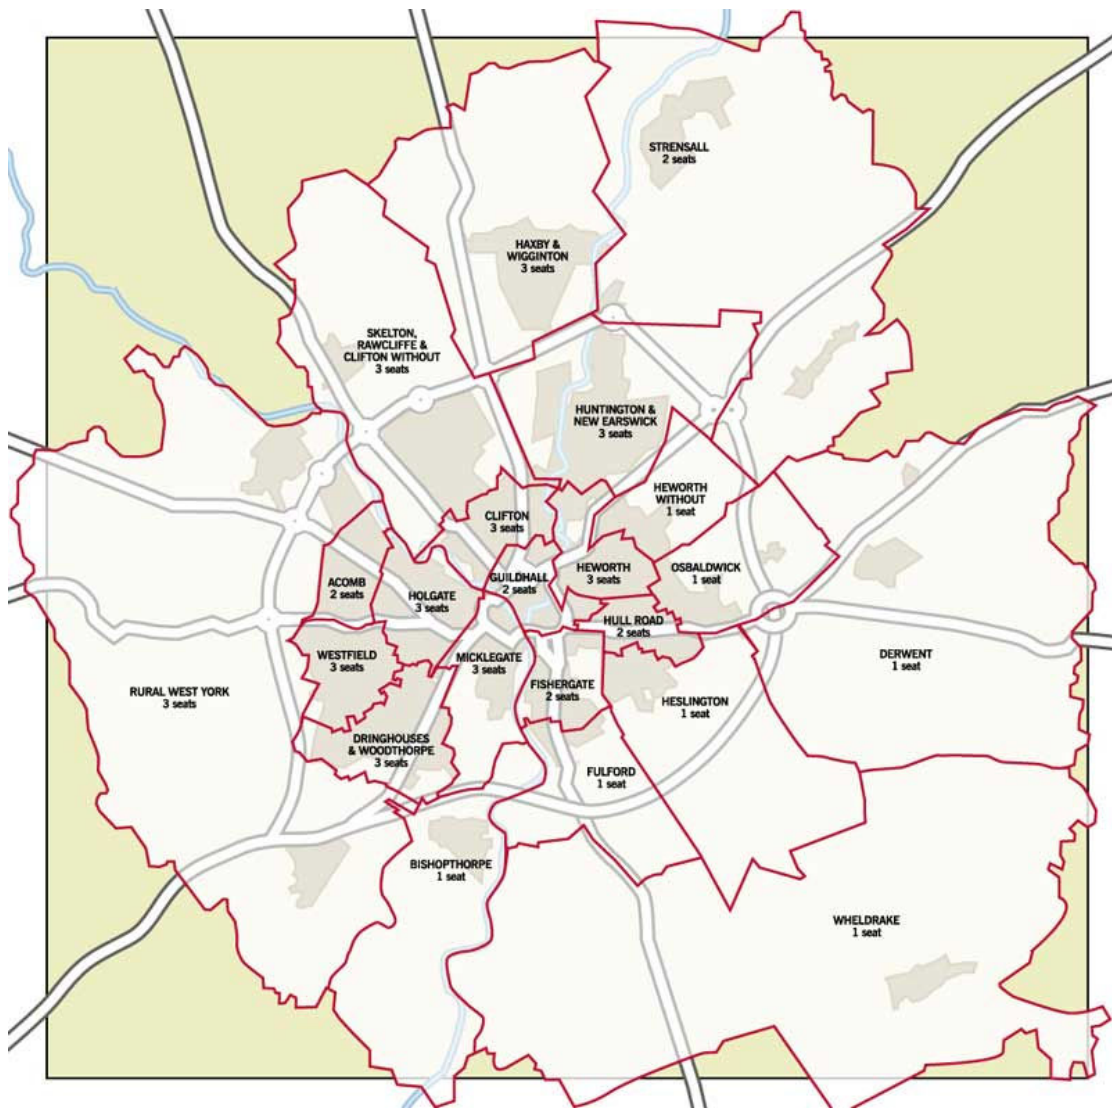 STRENSALL
2 seats
HAXBY &
WIGGINTON
3 seats
SKELTON,
RAWCLIFFE &
CLIFTON WITHOUT
3 seats
HUNTINGTON &
NEW EARSWICK
3 seats
HEWORTH
WITHOUT
1 seat
CLIFTON
3 seats
HEWORTH
3 seats
OSBALDWICK
1 seat
GUILDHALL
2 seats
ACOMB
2 seats
HOLGATE
3 seats
HULL ROAD
2 seats
WESTFIELD
3 seats
MICKLEGATE
3 seats
DERWENT
1 seat
RURAL WEST YORK
3 seats
FISHERGATE
2 seats
HESLINGTON
1 seat
DRINGHOUSES
& WOODTHORPE
3 seats
FULFORD
1 seat
BISHOPTHORPE
1 seat
WHELDRAKE
1 seat